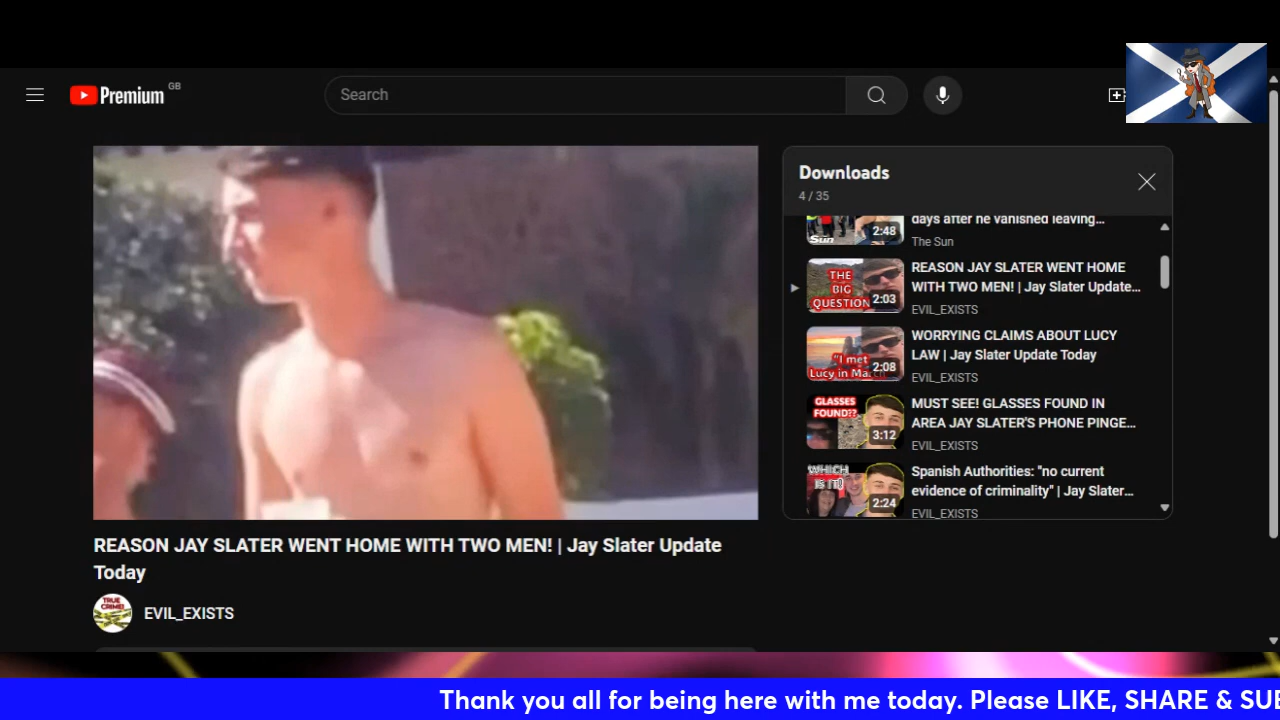 Premium GB
Search
Downloads
4 / 35
2:48
days after he vanished leaving...
Sun
The Sun
THE
BIG
QUESTION
2:03
REASON JAY SLATER WENT HOME
WITH TWO MEN! | Jay Slater Update...
EVIL_EXISTS
"I met
Lucy in Mar
2:08
WORRYING CLAIMS ABOUT LUCY
LAW | Jay Slater Update Today
EVIL_EXISTS
GLASSES
FOUND??
3:12
MUST SEE! GLASSES FOUND IN
AREA JAY SLATER'S PHONE PINGE...
EVIL_EXISTS
WHICH
IS IT?
2:24
Spanish Authorities: "no current
evidence of criminality" | Jay Slater...
EVIL_EXISTS
REASON JAY SLATER WENT HOME WITH TWO MEN! | Jay Slater Update
Today
TRUE
CRIME!
EVIL_EXISTS
Thank you all for being here with me today. Please LIKE, SHARE & SUB